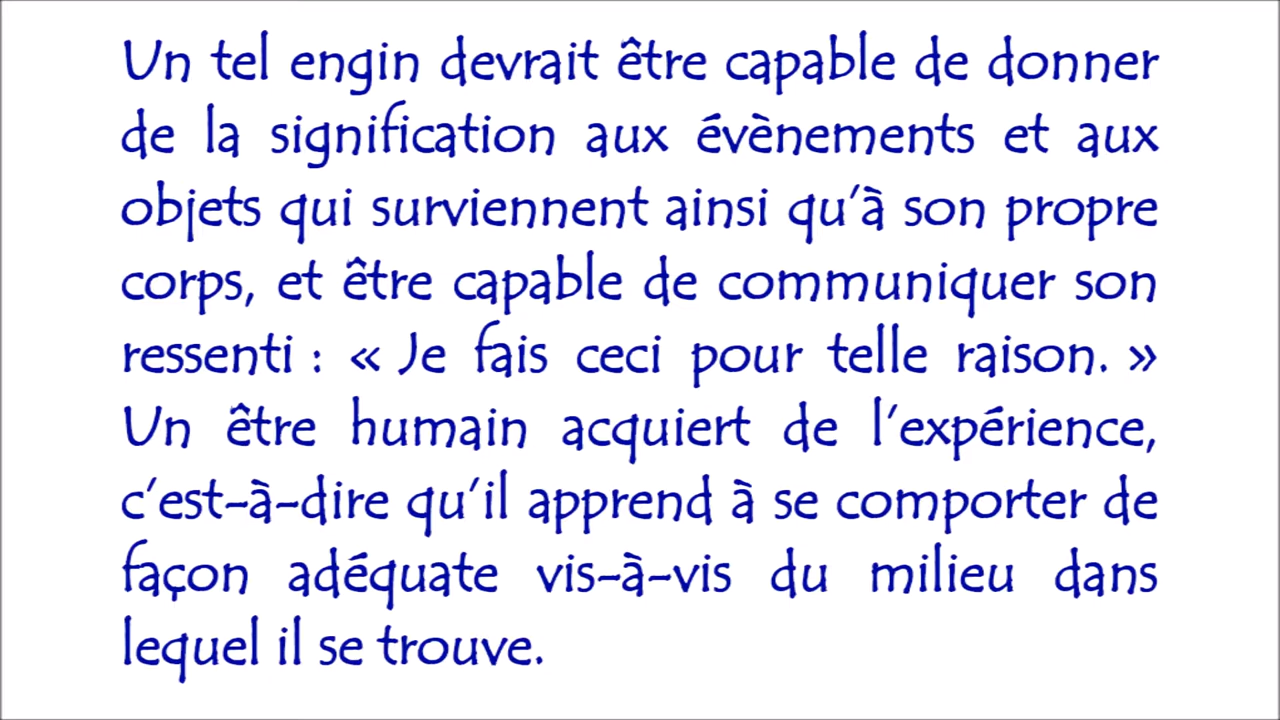 Un tel engin devrait être capable de donner
de la signification aux évènements et aux
objets qui surviennent ainsi qu’à son propre
corps, et être capable de communiquer son
ressenti : « Je fais ceci pour telle raison. »
Un être humain acquiert de l’expérience,
c’est-à-dire qu’il apprend à se comporter de
façon adéquate vis-à-vis du milieu dans
lequel il se trouve.